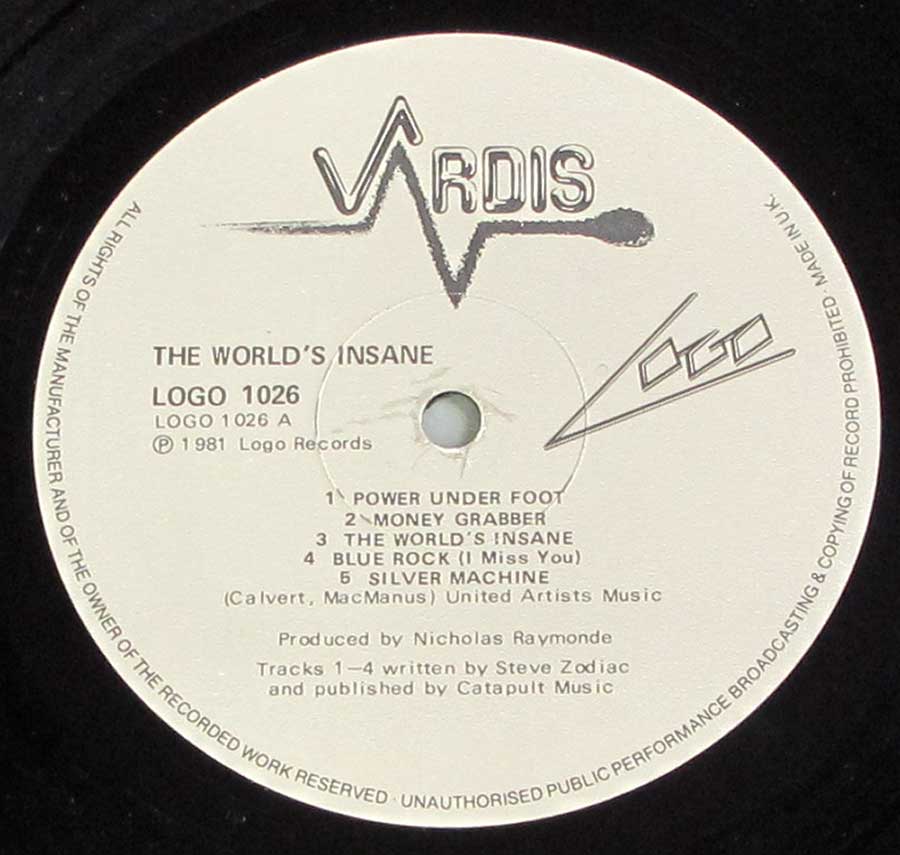 VARDIS
THE WORLD'S INSANE
LOGO
LOGO 1026
LOGO 1026 A
℗ 1981 Logo Records
1 POWER UNDER FOOT
2 MONEY GRABBER
3 THE WORLD'S INSANE
4 BLUE ROCK (I Miss You)
5 SILVER MACHINE
(Calvert, MacManus) United Artists Music
Produced by Nicholas Raymonde
Tracks 1—4 written by Steve Zodiac
and published by Catapult Music
ALL RIGHTS OF THE MANUFACTURER AND OF THE OWNER OF THE RECORDED WORK RESERVED · UNAUTHORISED PUBLIC PERFORMANCE BROADCASTING & COPYING OF RECORD PROHIBITED · MADE IN U.K.